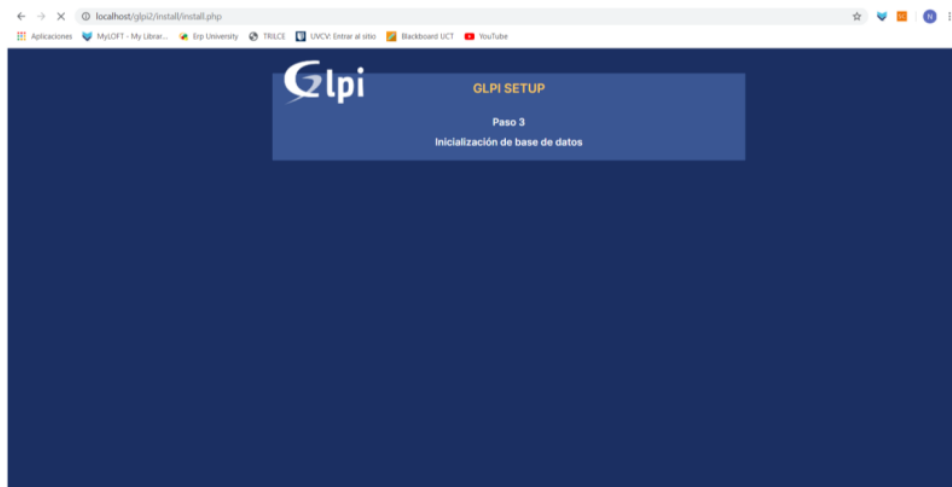 localhost/glpi2/install/install.php
N
Aplicaciones MyLOFT - My Librar... Erp University TRILCE UVCV: Entrar al sitio Blackboard UCT YouTube
Glpi
GLPI SETUP
Paso 3
Inicialización de base de datos